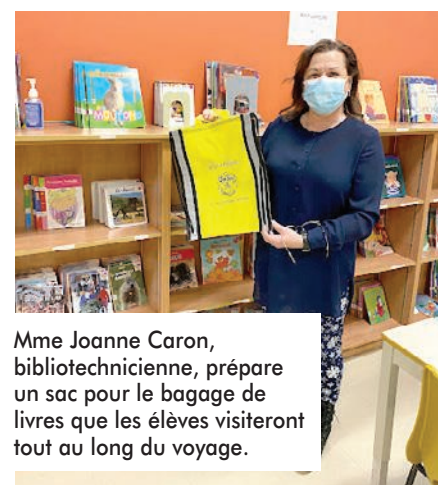 MOUTONS
Mme Joanne Caron,
bibliotechnicienne, prépare
un sac pour le bagage de
livres que les élèves visiteront
tout au long du voyage.